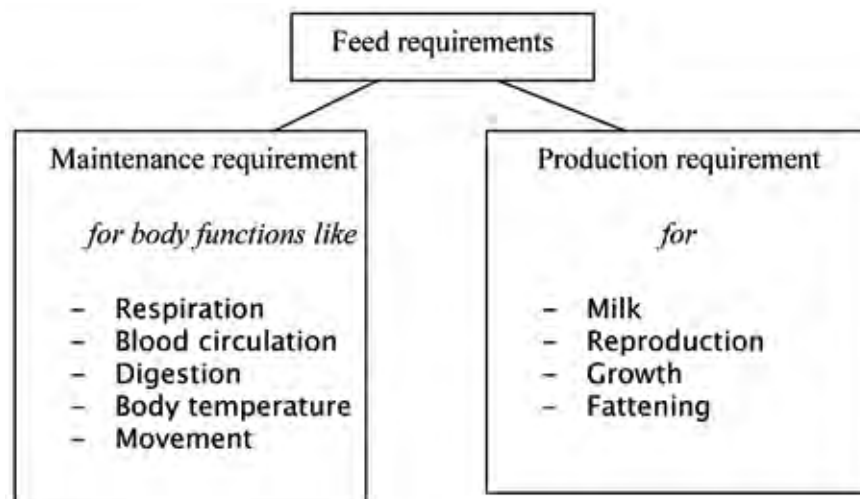 Feed requirements
Maintenance requirement
for body functions like
- Respiration
- Blood circulation
- Digestion
- Body temperature
- Movement
Production requirement
for
- Milk
- Reproduction
- Growth
- Fattening